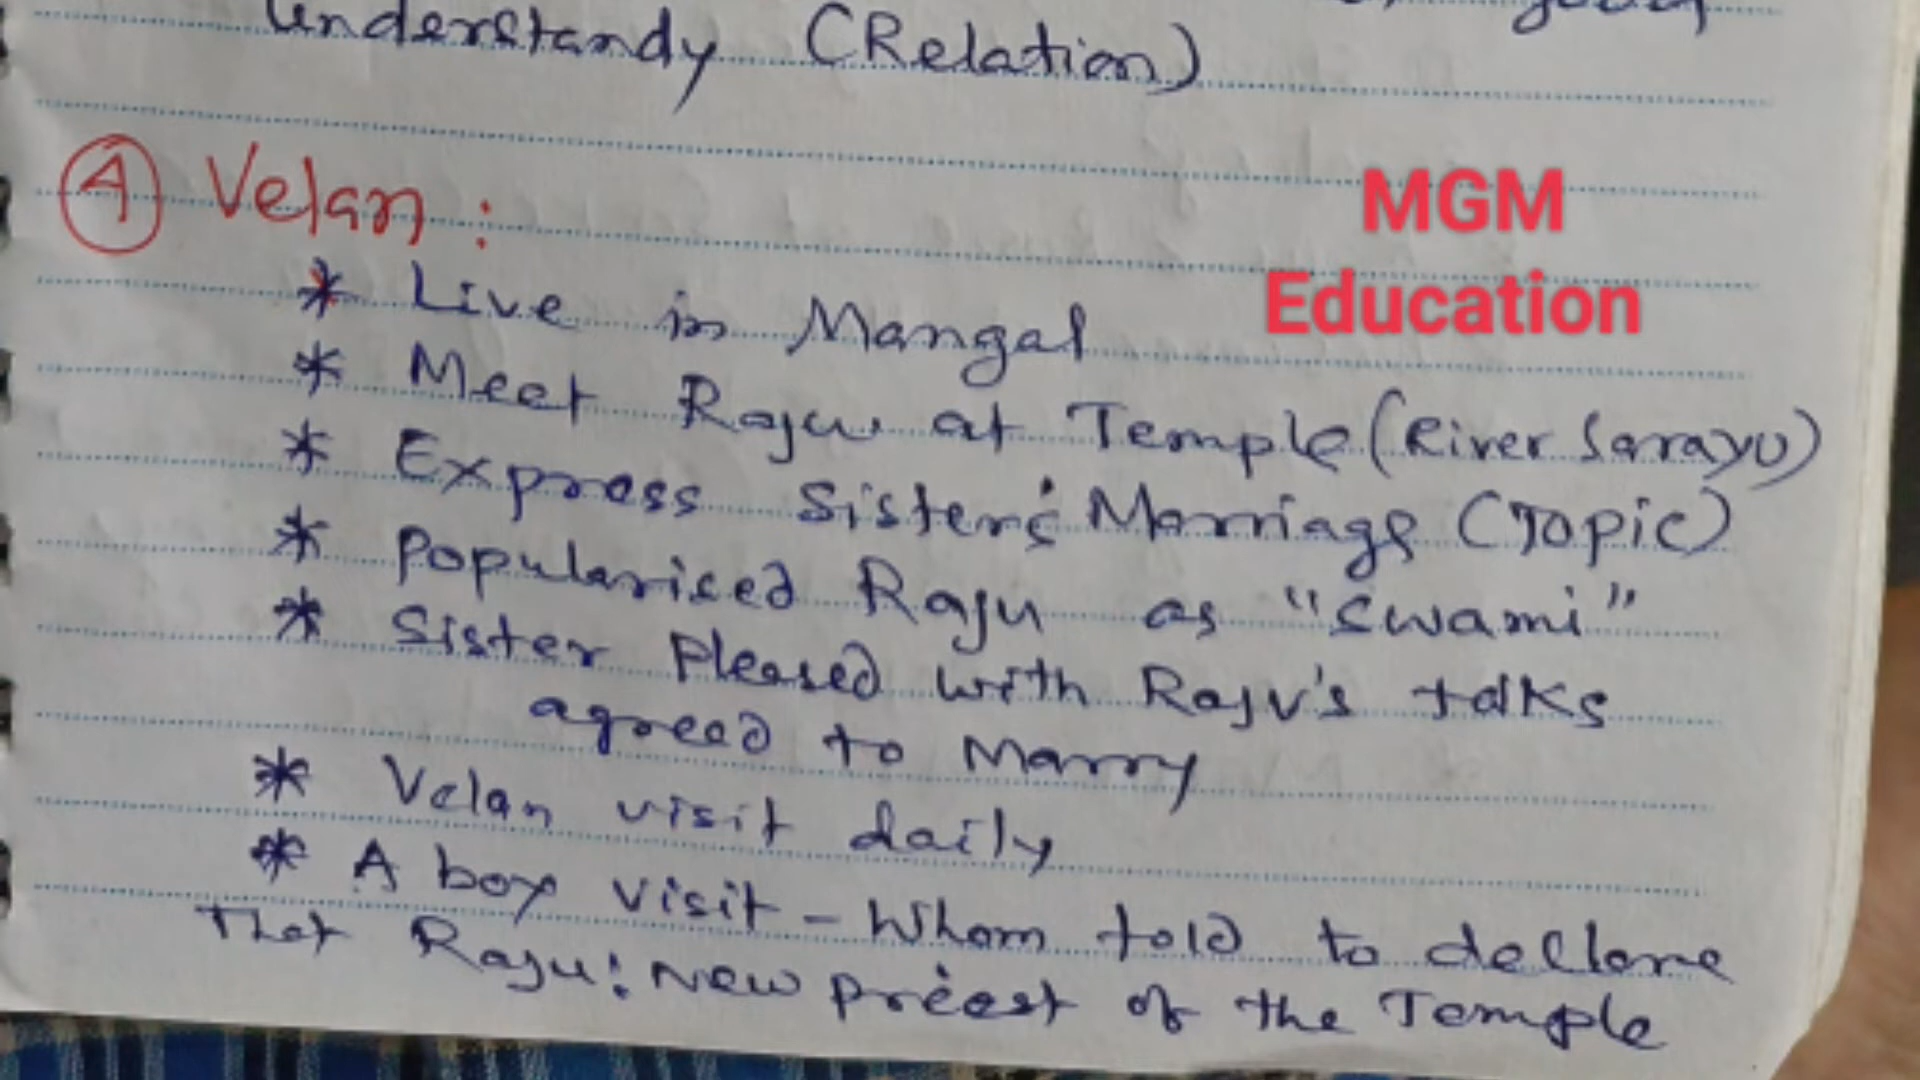 understandy (Relation)
4 Velan :
MGM
Education
* Live in Mangal
* Meet Raju at Temple (River Sarayu)
* Express Sister's Marriage (Topic)
* Popularised Raju as "Swami"
* Sister Pleased with Raju's talks
agreed to Marry
* Velan visit daily
* A boy visit - Whom told to declare
That Raju : New préest of the Temple